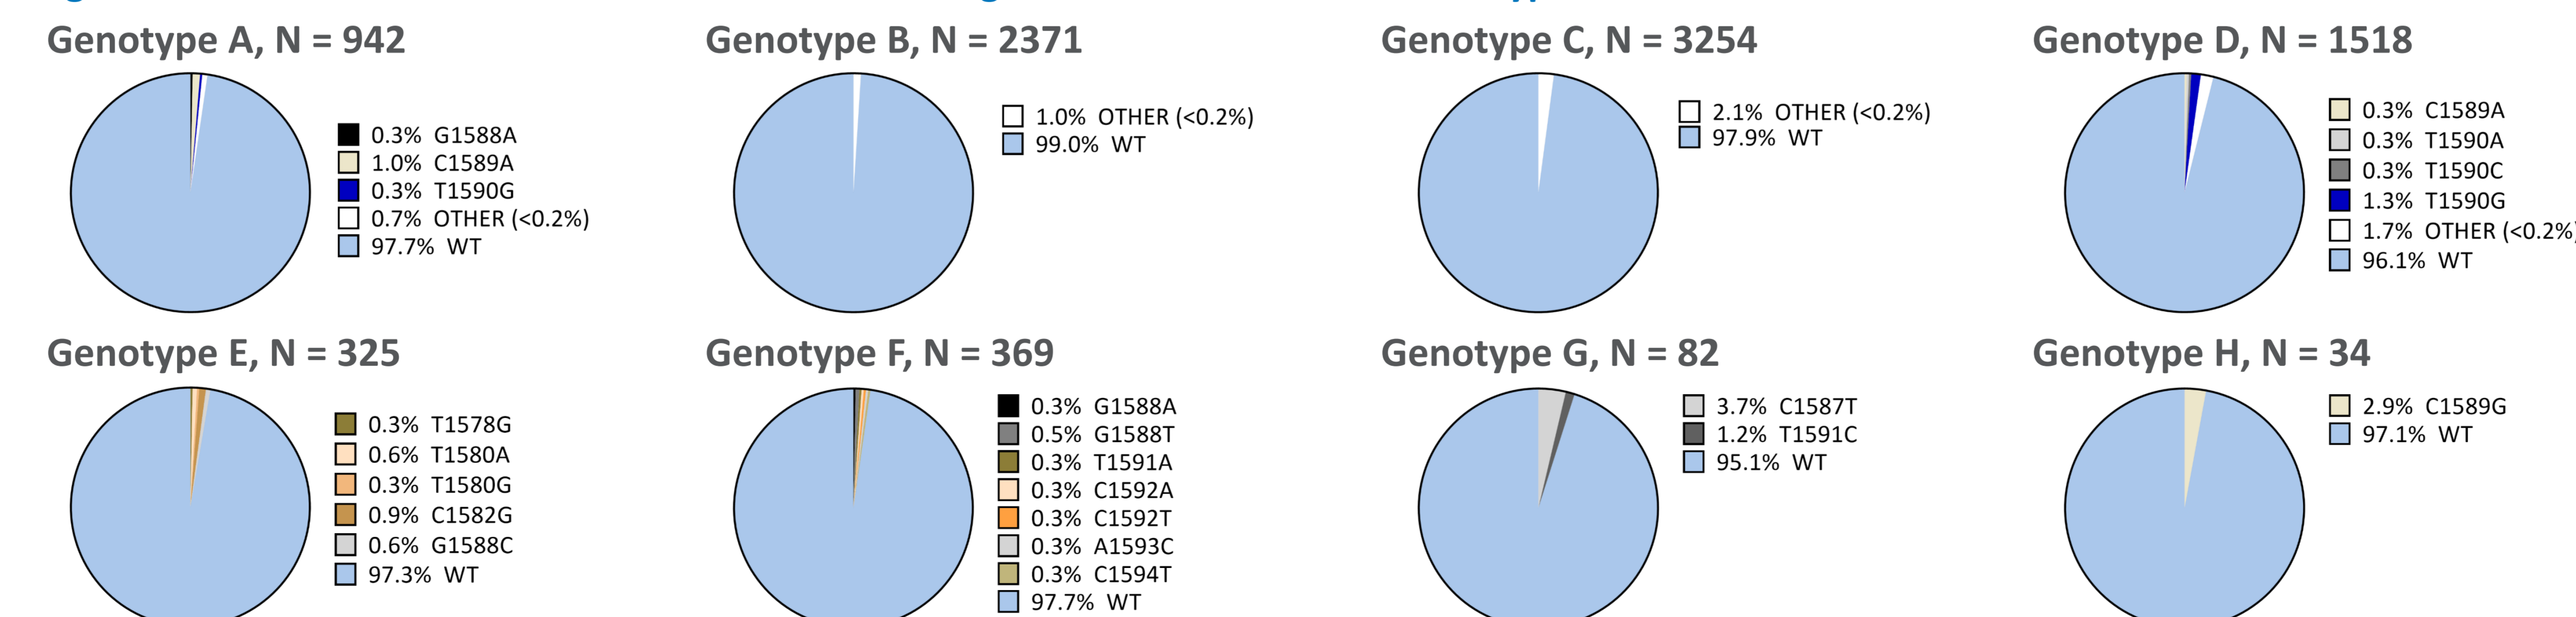 Genotype A, N = 942
0.3% G1588A
1.0% C1589A
0.3% T1590G
0.7% OTHER (<0.2%)
97.7% WT
Genotype B, N = 2371
1.0% OTHER (<0.2%)
99.0% WT
Genotype C, N = 3254
2.1% OTHER (<0.2%)
97.9% WT
Genotype D, N = 1518
0.3% C1589A
0.3% T1590A
0.3% T1590C
1.3% T1590G
1.7% OTHER (<0.2%)
96.1% WT
Genotype E, N = 325
0.3% T1578G
0.6% T1580A
0.3% T1580G
0.9% C1582G
0.6% G1588C
97.3% WT
Genotype F, N = 369
0.3% G1588A
0.5% G1588T
0.3% T1591A
0.3% C1592A
0.3% C1592T
0.3% A1593C
0.3% C1594T
97.7% WT
Genotype G, N = 82
3.7% C1587T
1.2% T1591C
95.1% WT
Genotype H, N = 34
2.9% C1589G
97.1% WT